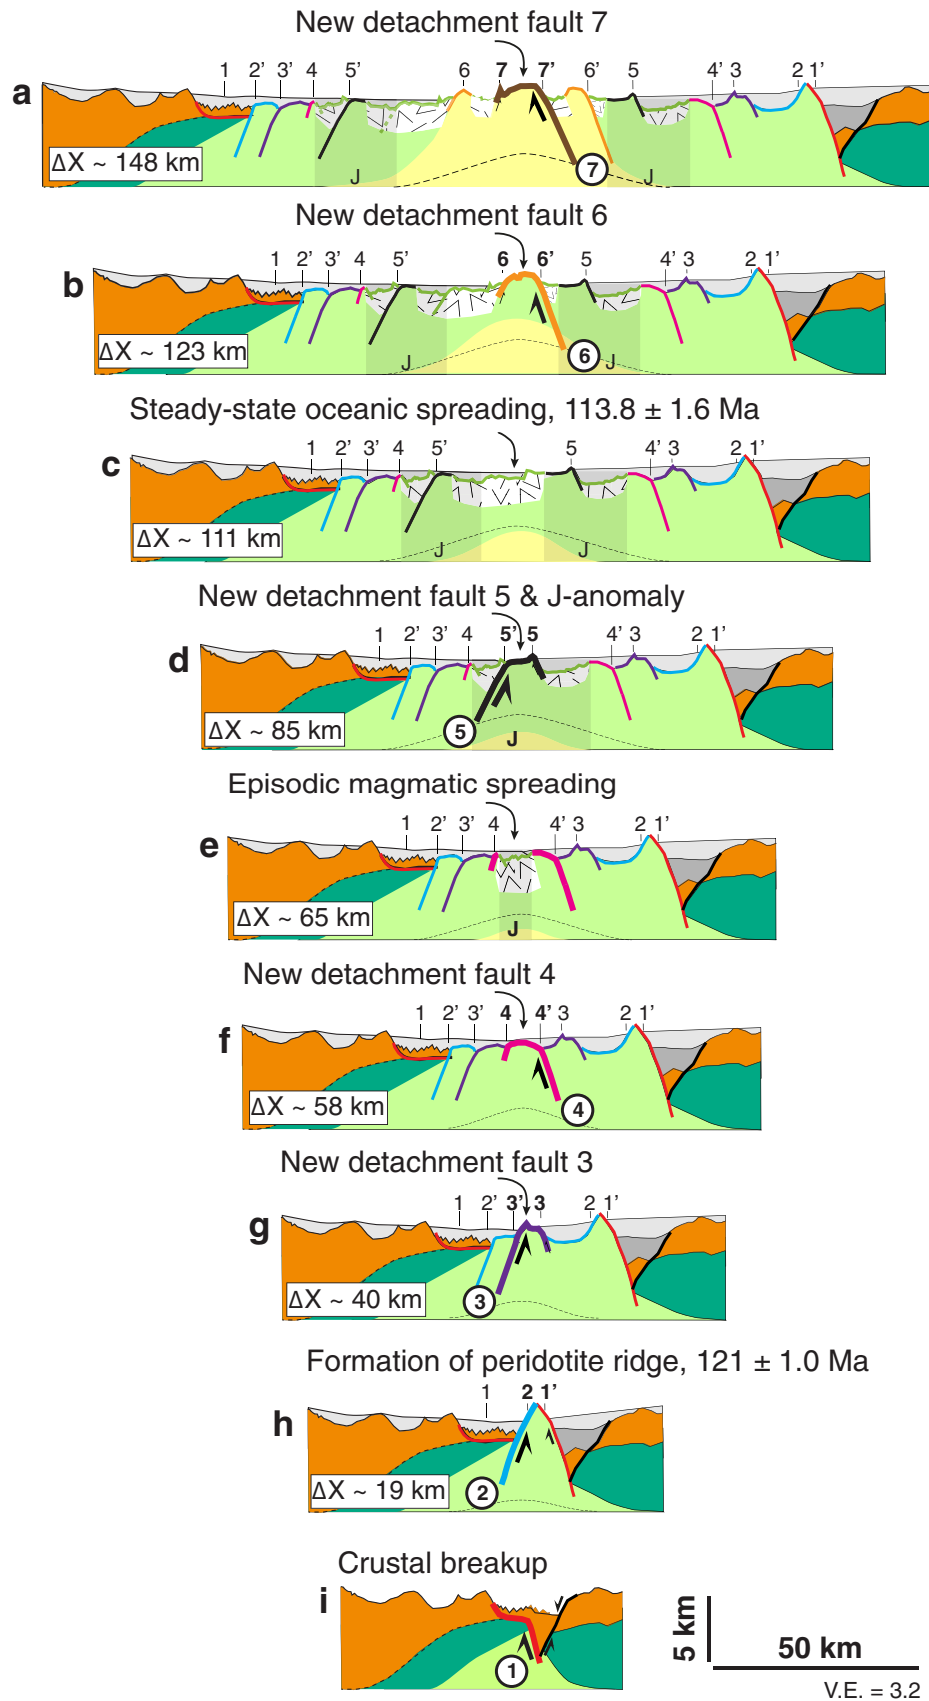 New detachment fault 7
a
1 2’ 3’ 4 5’ 6 7 7’ 6’ 5 4’ 3 2 1’
ΔX ~ 148 km
J 7 J
New detachment fault 6
b
1 2’ 3’ 4 5’ 6 6’ 5 4’ 3 2 1’
ΔX ~ 123 km
J 6 J
Steady-state oceanic spreading, 113.8 ± 1.6 Ma
c
1 2’ 3’ 4 5’ 5 4’ 3 2 1’
ΔX ~ 111 km
J J
New detachment fault 5 & J-anomaly
d
1 2’ 3’ 4 5’ 5 4’ 3 2 1’
ΔX ~ 85 km
5 J
Episodic magmatic spreading
e
1 2’ 3’ 4 4’ 3 2 1’
ΔX ~ 65 km
J
New detachment fault 4
f
1 2’ 3’ 4 4’ 3 2 1’
ΔX ~ 58 km
4
New detachment fault 3
g
1 2’ 3’ 3 2 1’
ΔX ~ 40 km
3
Formation of peridotite ridge, 121 ± 1.0 Ma
h
1 2 1’
ΔX ~ 19 km
2
Crustal breakup
i
1
5 km
50 km
V.E. = 3.2